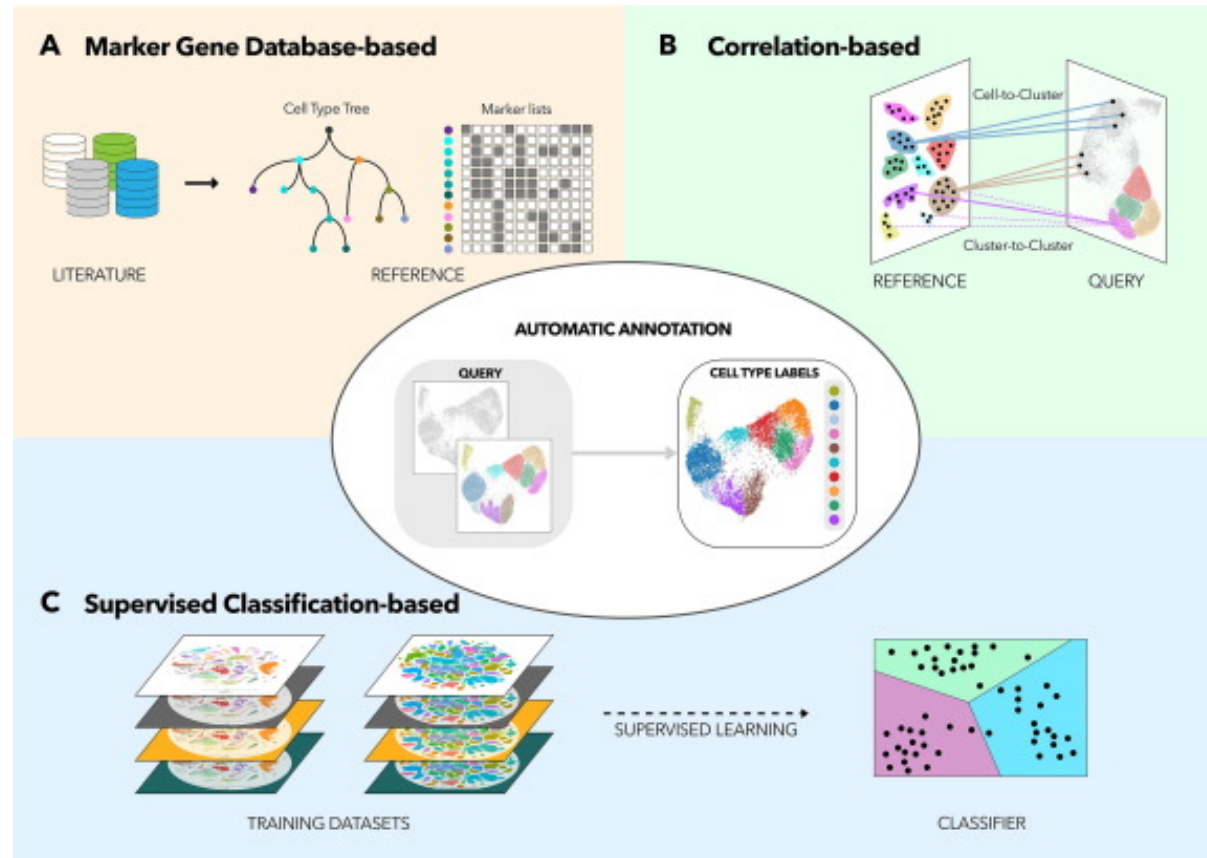 A Marker Gene Database-based
Cell Type Tree
Marker lists
LITERATURE
REFERENCE
B Correlation-based
Cell-to-Cluster
Cluster-to-Cluster
REFERENCE
QUERY
AUTOMATIC ANNOTATION
QUERY
CELL TYPE LABELS
C Supervised Classification-based
SUPERVISED LEARNING
TRAINING DATASETS
CLASSIFIER